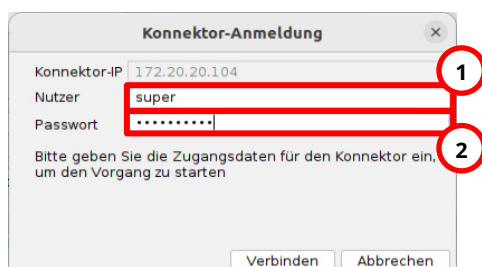 Konnektor-Anmeldung
Konnektor-IP 172.20.20.104
1
Nutzer super
Passwort ••••••••••
2
Bitte geben Sie die Zugangsdaten für den Konnektor ein,
um den Vorgang zu starten
Verbinden Abbrechen